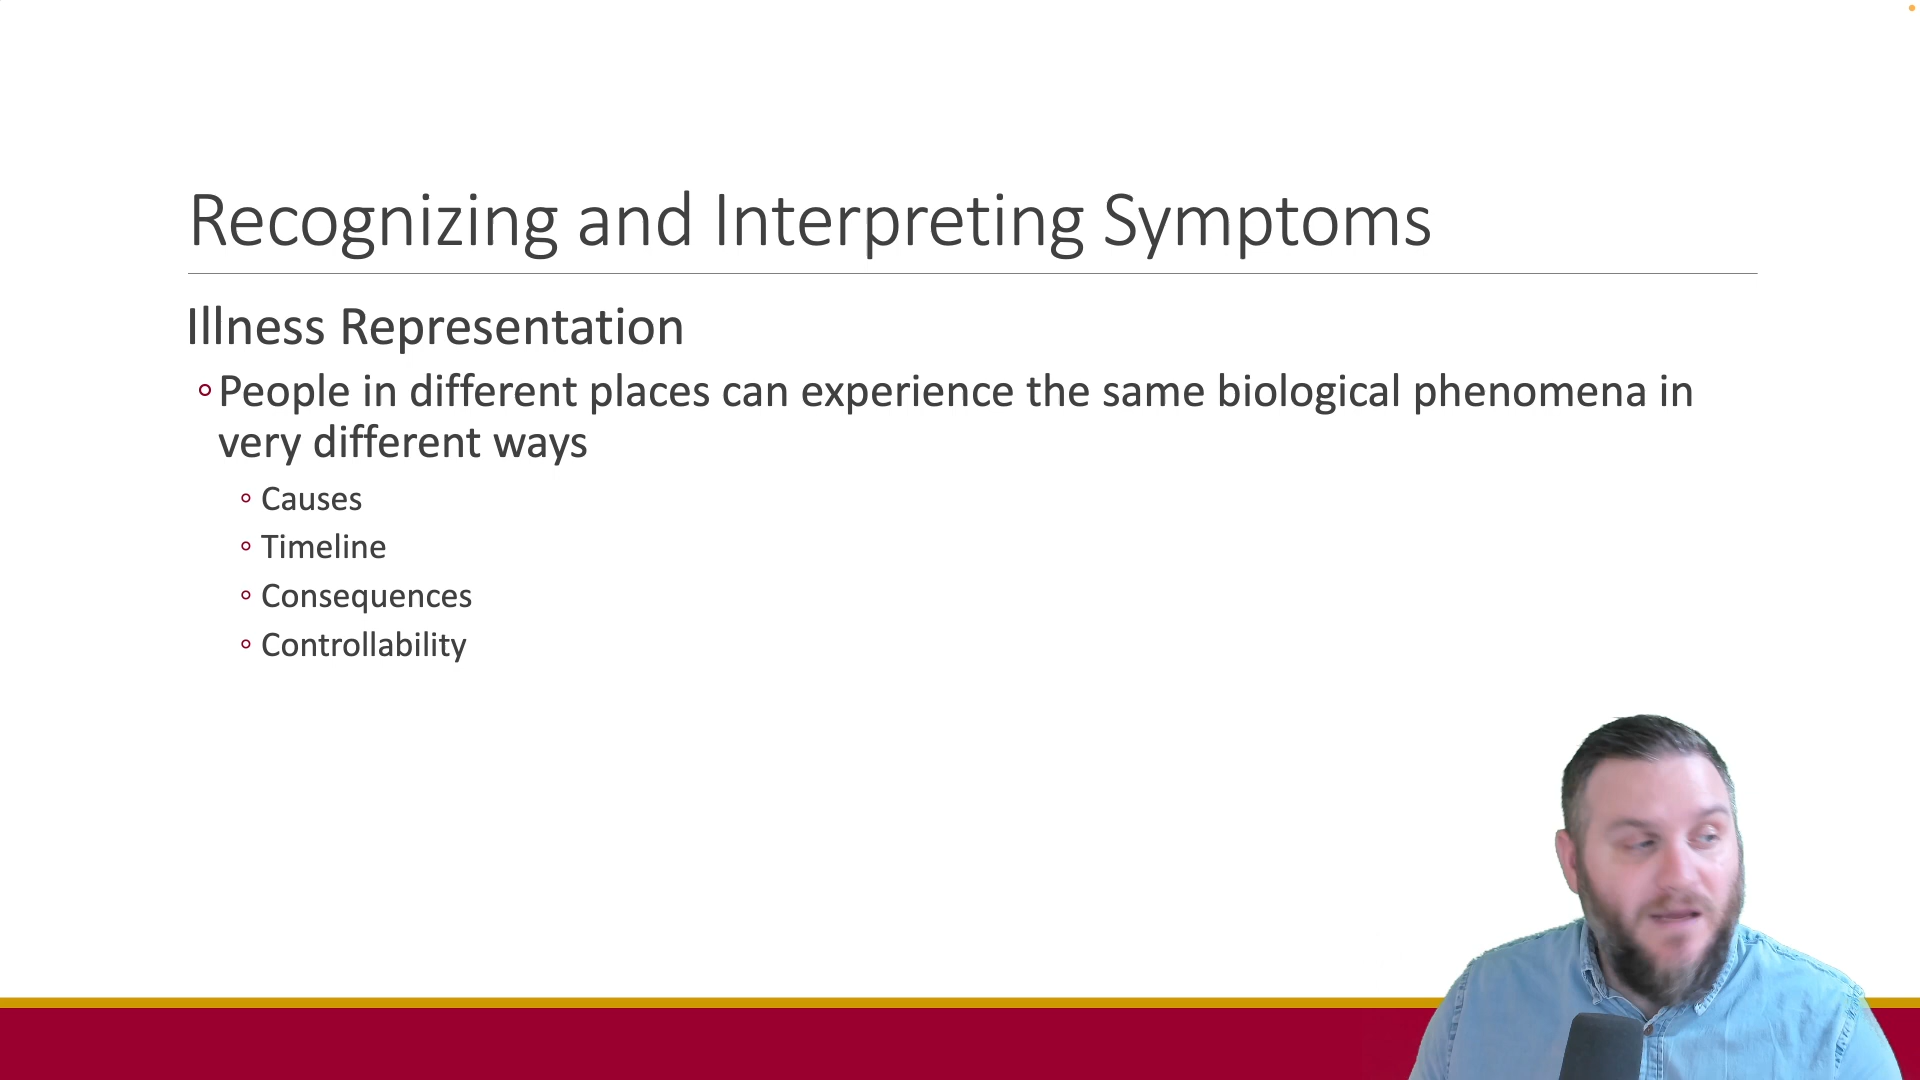 Recognizing and Interpreting Symptoms
Illness Representation
◦People in different places can experience the same biological phenomena in
very different ways
◦ Causes
◦ Timeline
◦ Consequences
◦ Controllability